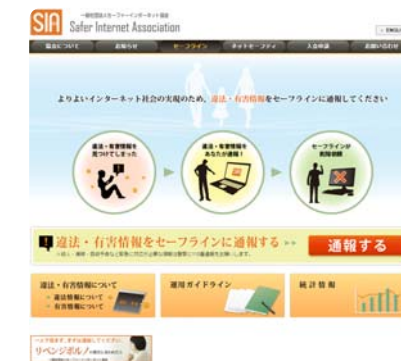 一般社団法人セーファーインターネット協会
SIA Safer Internet Association
ENGLI
協会について お知らせ セーフライン ネットセーフティ 入会申請 お問い合わせ
よりよいインターネット社会の実現のため、違法・有害情報をセーフラインに通報してください
違法・有害情報を
見つけてしまった
違法・有害情報を
あなたが通報!
セーフラインが
削除依頼
違法・有害情報をセーフラインに通報する
通報する
違法・有害情報について
違法情報について
有害情報について
運用ガイドライン
統計情報
リベンジポルノ